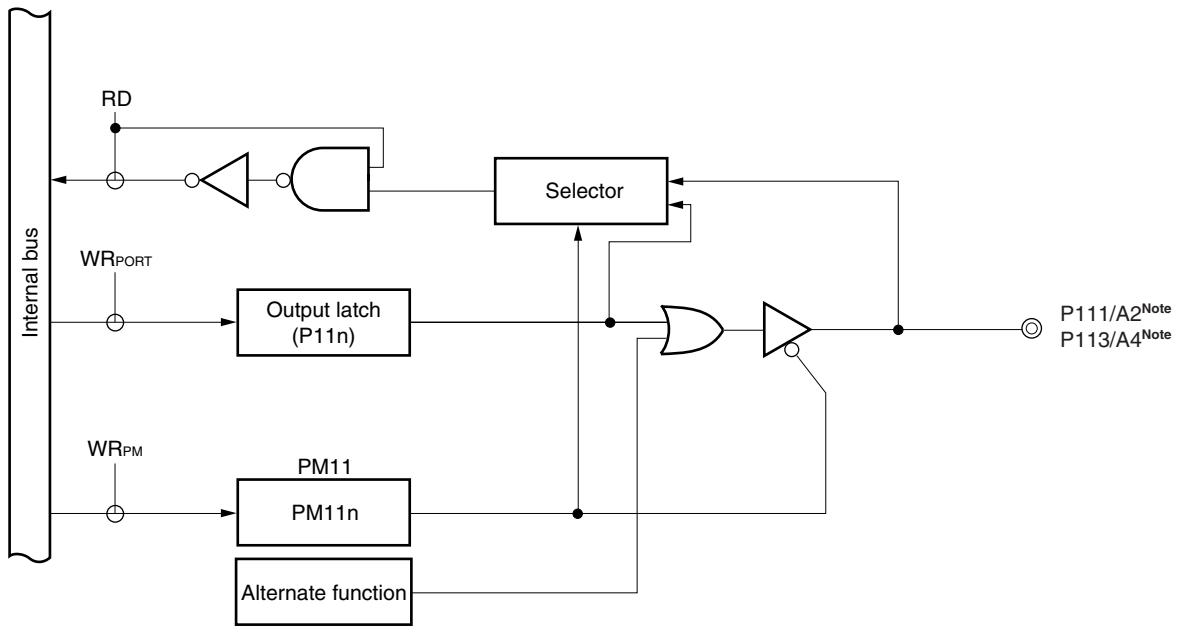 RD
Selector
Internal bus
WRPORT
Output latch
(P11n)
P111/A2Note
P113/A4Note
WRPM
PM11
PM11n
Alternate function